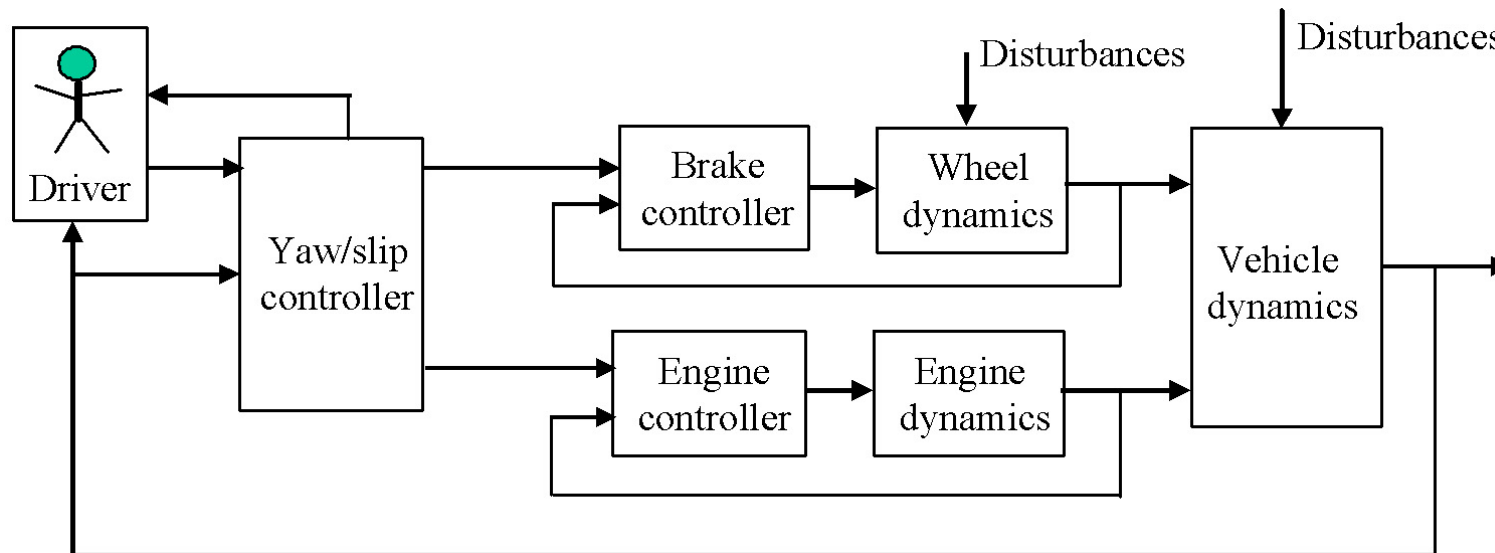 Disturbances
Disturbances
Driver
Yaw/slip
controller
Brake
controller
Wheel
dynamics
Vehicle
dynamics
Engine
controller
Engine
dynamics